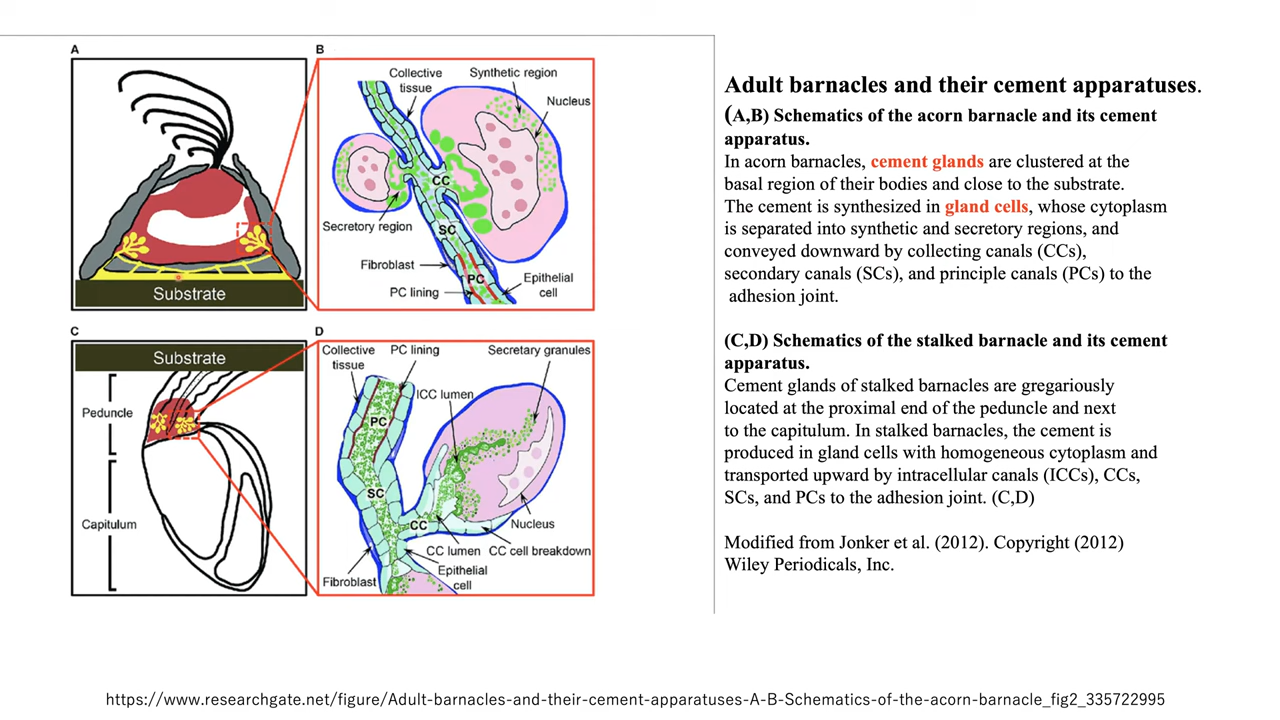 A
B
Collective
tissue
Synthetic region
Nucleus
CC
Secretory region
SC
Fibroblast
PC
Epithelial
cell
PC lining
Substrate
C
D
Substrate
Peduncle
Capitulum
Collective
tissue
PC lining
Secretary granules
ICC lumen
PC
SC
CC
Nucleus
CC lumen
CC cell breakdown
Epithelial
cell
Fibroblast
Adult barnacles and their cement apparatuses.
(A,B) Schematics of the acorn barnacle and its cement
apparatus.
In acorn barnacles, cement glands are clustered at the
basal region of their bodies and close to the substrate.
The cement is synthesized in gland cells, whose cytoplasm
is separated into synthetic and secretory regions, and
conveyed downward by collecting canals (CCs),
secondary canals (SCs), and principle canals (PCs) to the
adhesion joint.
(C,D) Schematics of the stalked barnacle and its cement
apparatus.
Cement glands of stalked barnacles are gregariously
located at the proximal end of the peduncle and next
to the capitulum. In stalked barnacles, the cement is
produced in gland cells with homogeneous cytoplasm and
transported upward by intracellular canals (ICCs), CCs,
SCs, and PCs to the adhesion joint. (C,D)
Modified from Jonker et al. (2012). Copyright (2012)
Wiley Periodicals, Inc.
https://www.researchgate.net/figure/Adult-barnacles-and-their-cement-apparatuses-A-B-Schematics-of-the-acorn-barnacle_fig2_335722995